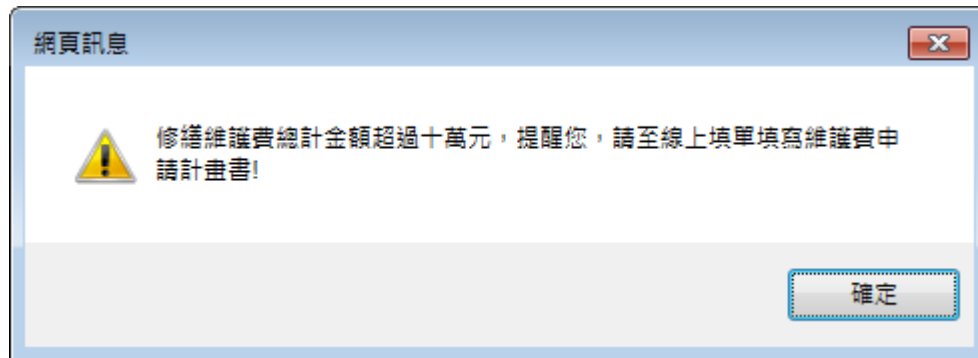 網頁訊息
修繕維護費總計金額超過十萬元，提醒您，請至線上填單填寫維護費申
請計畫書!
確定